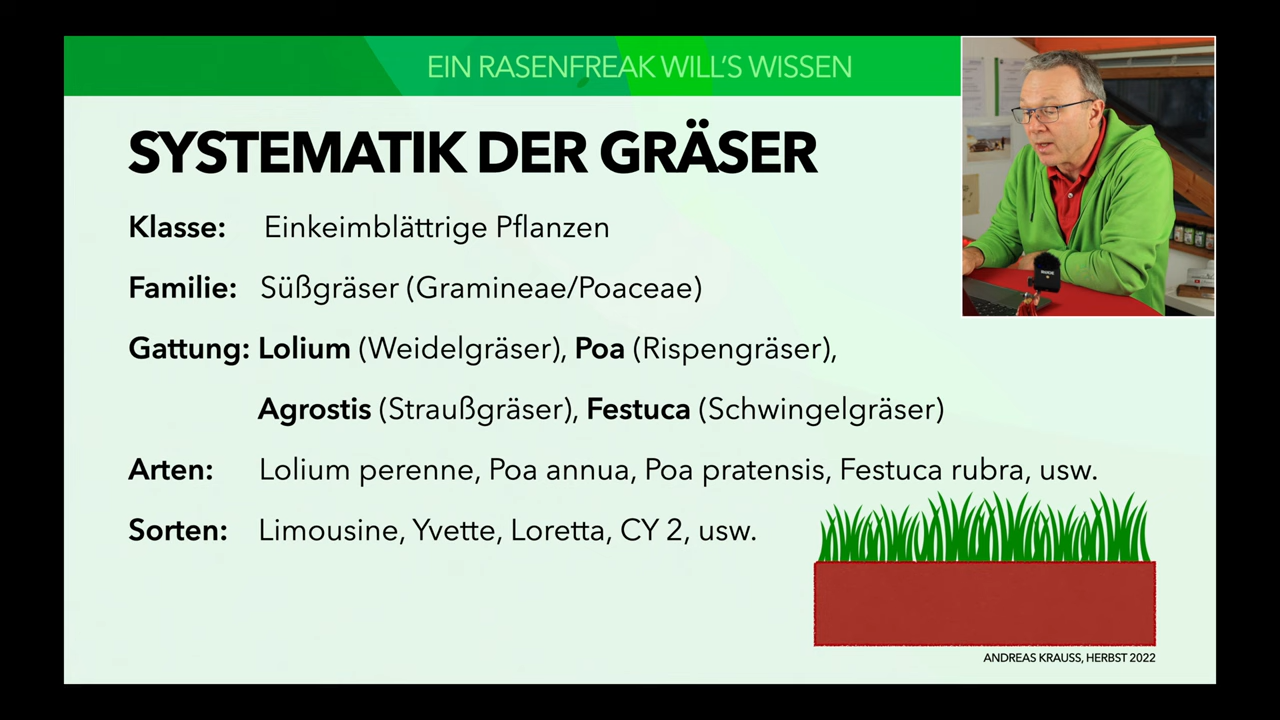 EIN RASENFREAK WILL'S WISSEN
SYSTEMATIK DER GRÄSER
Klasse: Einkeimblättrige Pflanzen
Familie: Süßgräser (Gramineae/Poaceae)
Gattung: Lolium (Weidelgräser), Poa (Rispengräser),
Agrostis (Straußgräser), Festuca (Schwingelgräser)
Arten: Lolium perenne, Poa annua, Poa pratensis, Festuca rubra, usw.
Sorten: Limousine, Yvette, Loretta, CY 2, usw.
ANDREAS KRAUSS, HERBST 2022